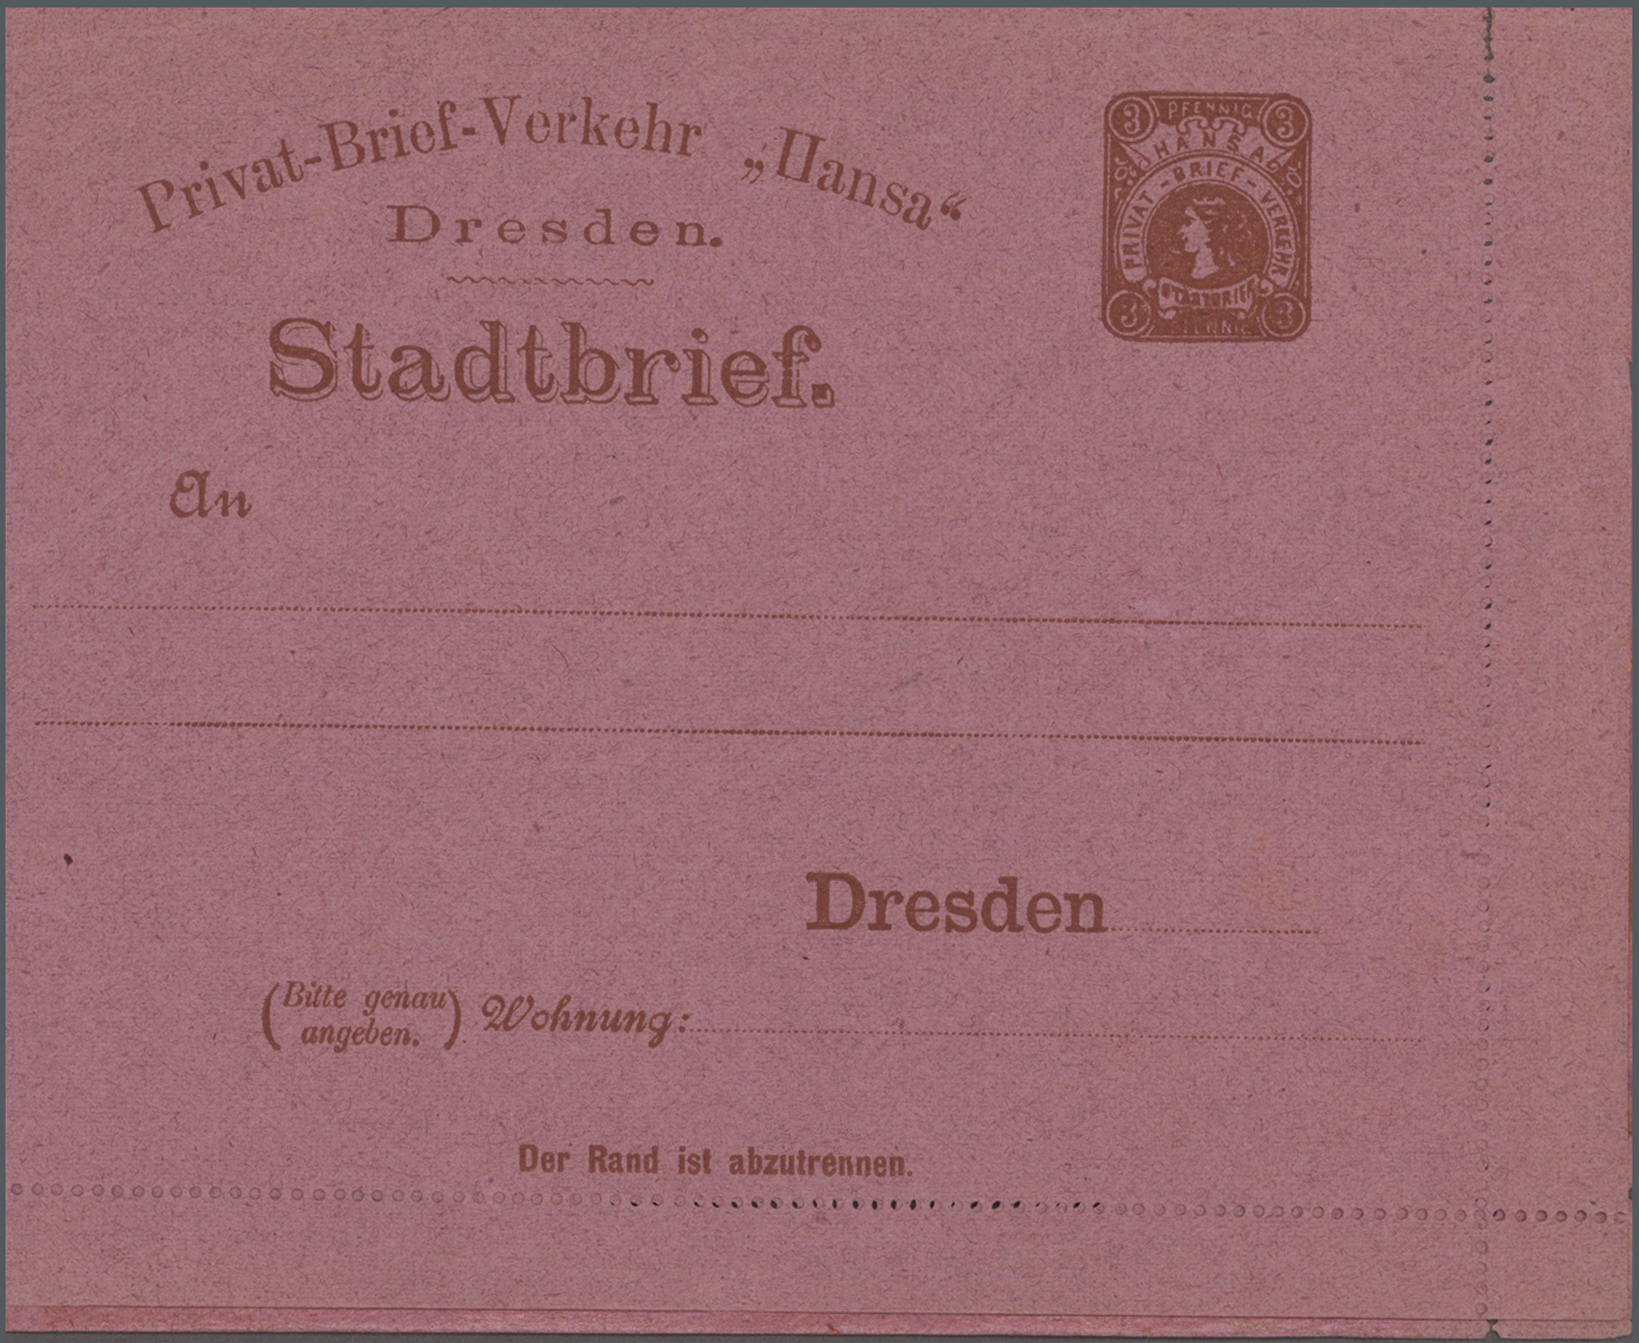 Privat-Brief-Verkehr „Hansa“
Dresden.
3 PFENNIG 3
HANSA
PRIVAT-BRIEF-VERKEHR
STADTBRIEF
3 PFENNIG 3
Stadtbrief.
An
Dresden
(Bitte genau
angeben.) Wohnung:
Der Rand ist abzutrennen.